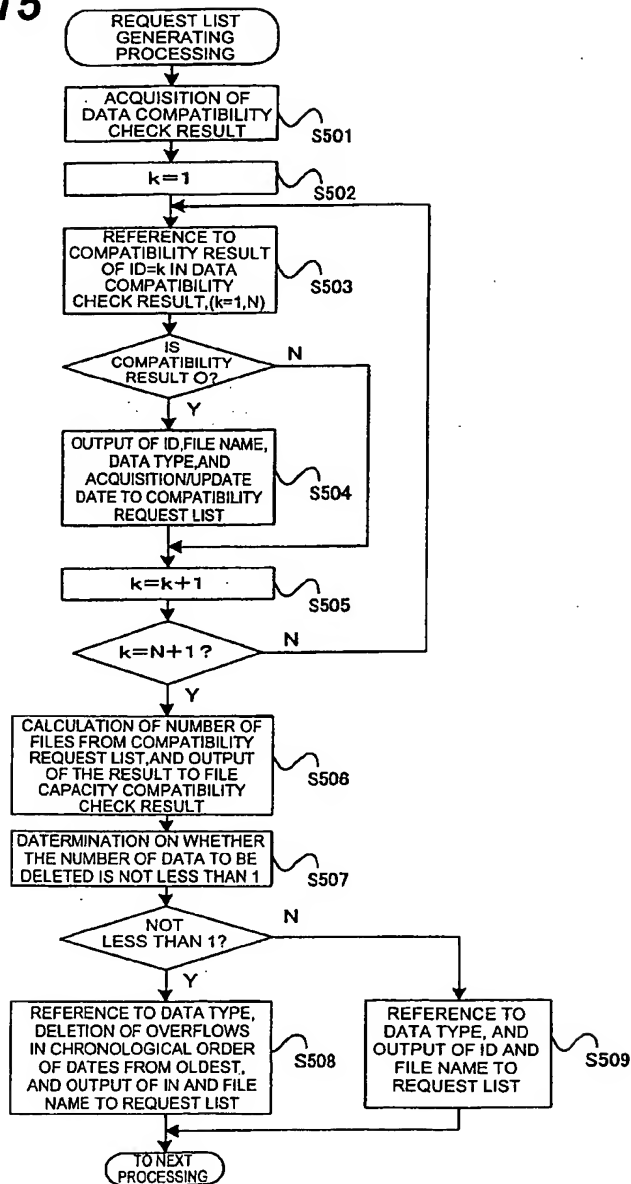 15
REQUEST LIST
GENERATING
PROCESSING
ACQUISITION OF
DATA COMPATIBILITY
CHECK RESULT
S501
k=1
S502
REFERENCE TO
COMPATIBILITY RESULT
OF ID=k IN DATA
COMPATIBILITY
CHECK RESULT,(k=1,N)
S503
IS
COMPATIBILITY
RESULT O?
N
Y
OUTPUT OF ID,FILE NAME,
DATA TYPE,AND
ACQUISITION/UPDATE
DATE TO COMPATIBILITY
REQUEST LIST
S504
k=k+1
S505
k=N+1?
N
Y
CALCULATION OF NUMBER OF
FILES FROM COMPATIBILITY
REQUEST LIST,AND OUTPUT
OF THE RESULT TO FILE
CAPACITY COMPATIBILITY
CHECK RESULT
S506
DATERMINATION ON WHETHER
THE NUMBER OF DATA TO BE
DELETED IS NOT LESS THAN 1
S507
NOT
LESS THAN 1?
N
Y
REFERENCE TO DATA TYPE,
DELETION OF OVERFLOWS
IN CHRONOLOGICAL ORDER
OF DATES FROM OLDEST,
AND OUTPUT OF IN AND FILE
NAME TO REQUEST LIST
S508
REFERENCE TO
DATA TYPE, AND
OUTPUT OF ID AND
FILE NAME TO
REQUEST LIST
S509
TO NEXT
PROCESSING